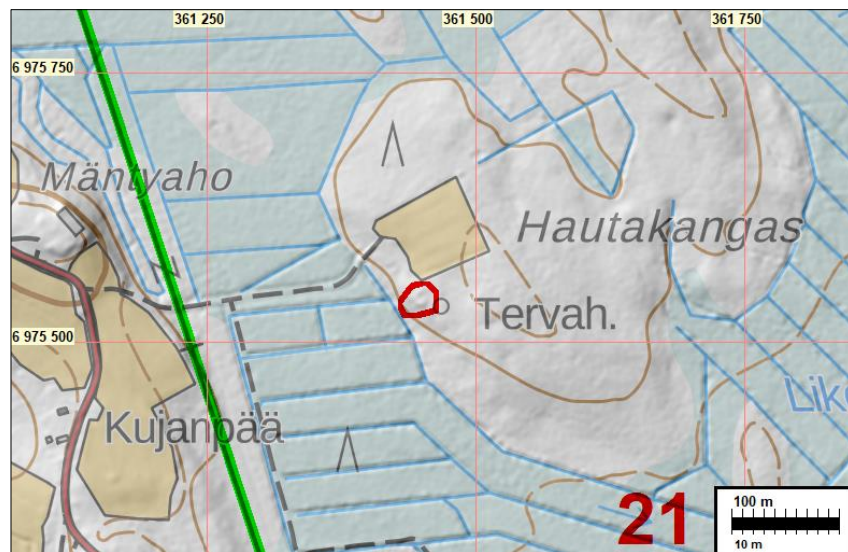 361 250
361 500
361 750
6 975 750
Mäntyaho
Hautakangas
Tervah.
6 975 500
Kujanpää
Like
21
100 m
10 m